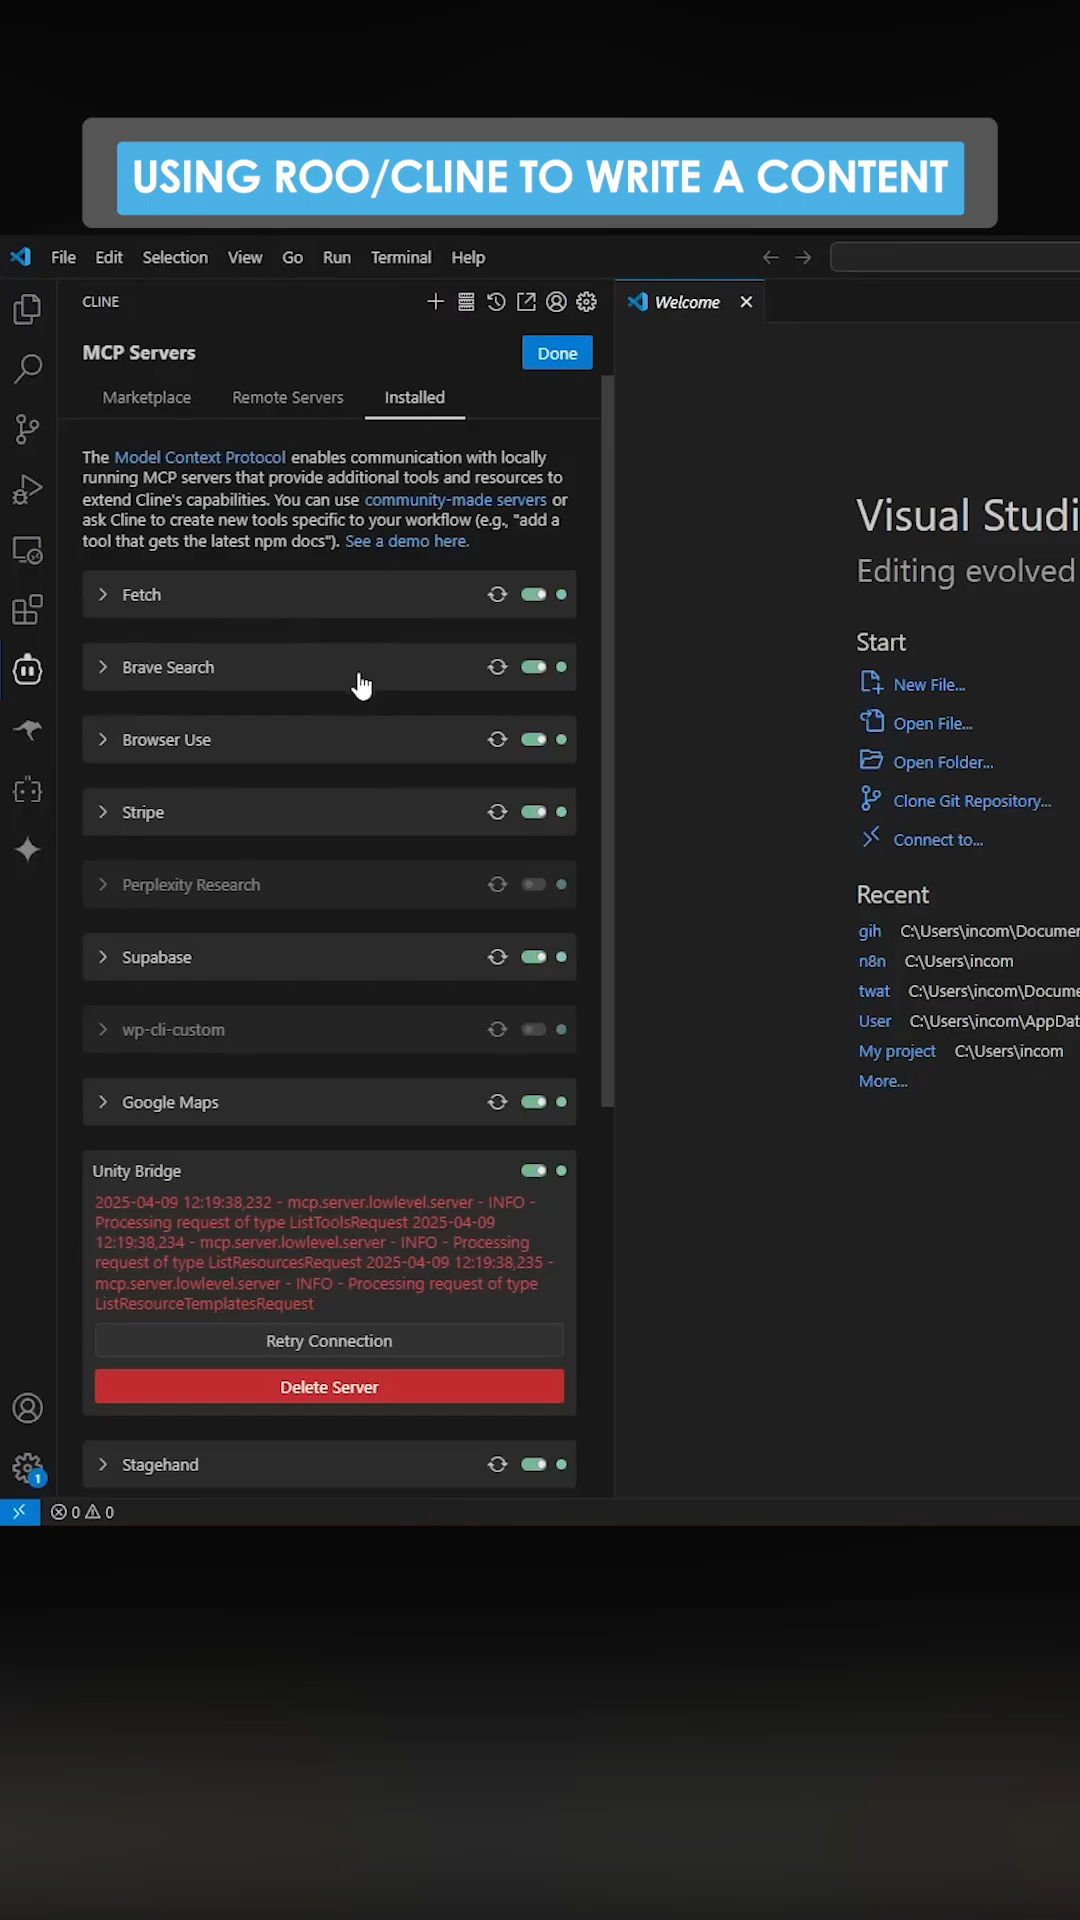 USING ROO/CLINE TO WRITE A CONTENT
File Edit Selection View Go Run Terminal Help
CLINE
Welcome
MCP Servers
Done
Marketplace Remote Servers Installed
The Model Context Protocol enables communication with locally
running MCP servers that provide additional tools and resources to
extend Cline's capabilities. You can use community-made servers or
ask Cline to create new tools specific to your workflow (e.g., "add a
tool that gets the latest npm docs"). See a demo here.
Fetch
Brave Search
Browser Use
Stripe
Perplexity Research
Supabase
wp-cli-custom
Google Maps
Unity Bridge
2025-04-09 12:19:38,232 - mcp.server.lowlevel.server - INFO -
Processing request of type ListToolsRequest 2025-04-09
12:19:38,234 - mcp.server.lowlevel.server - INFO - Processing
request of type ListResourcesRequest 2025-04-09 12:19:38,235 -
mcp.server.lowlevel.server - INFO - Processing request of type
ListResourceTemplatesRequest
Retry Connection
Delete Server
Stagehand
Visual Studi
Editing evolved
Start
New File...
Open File...
Open Folder...
Clone Git Repository...
Connect to...
Recent
gih C:\Users\incom\Documen
n8n C:\Users\incom
twat C:\Users\incom\Docume
User C:\Users\incom\AppDat
My project C:\Users\incom
More...
1
0 0